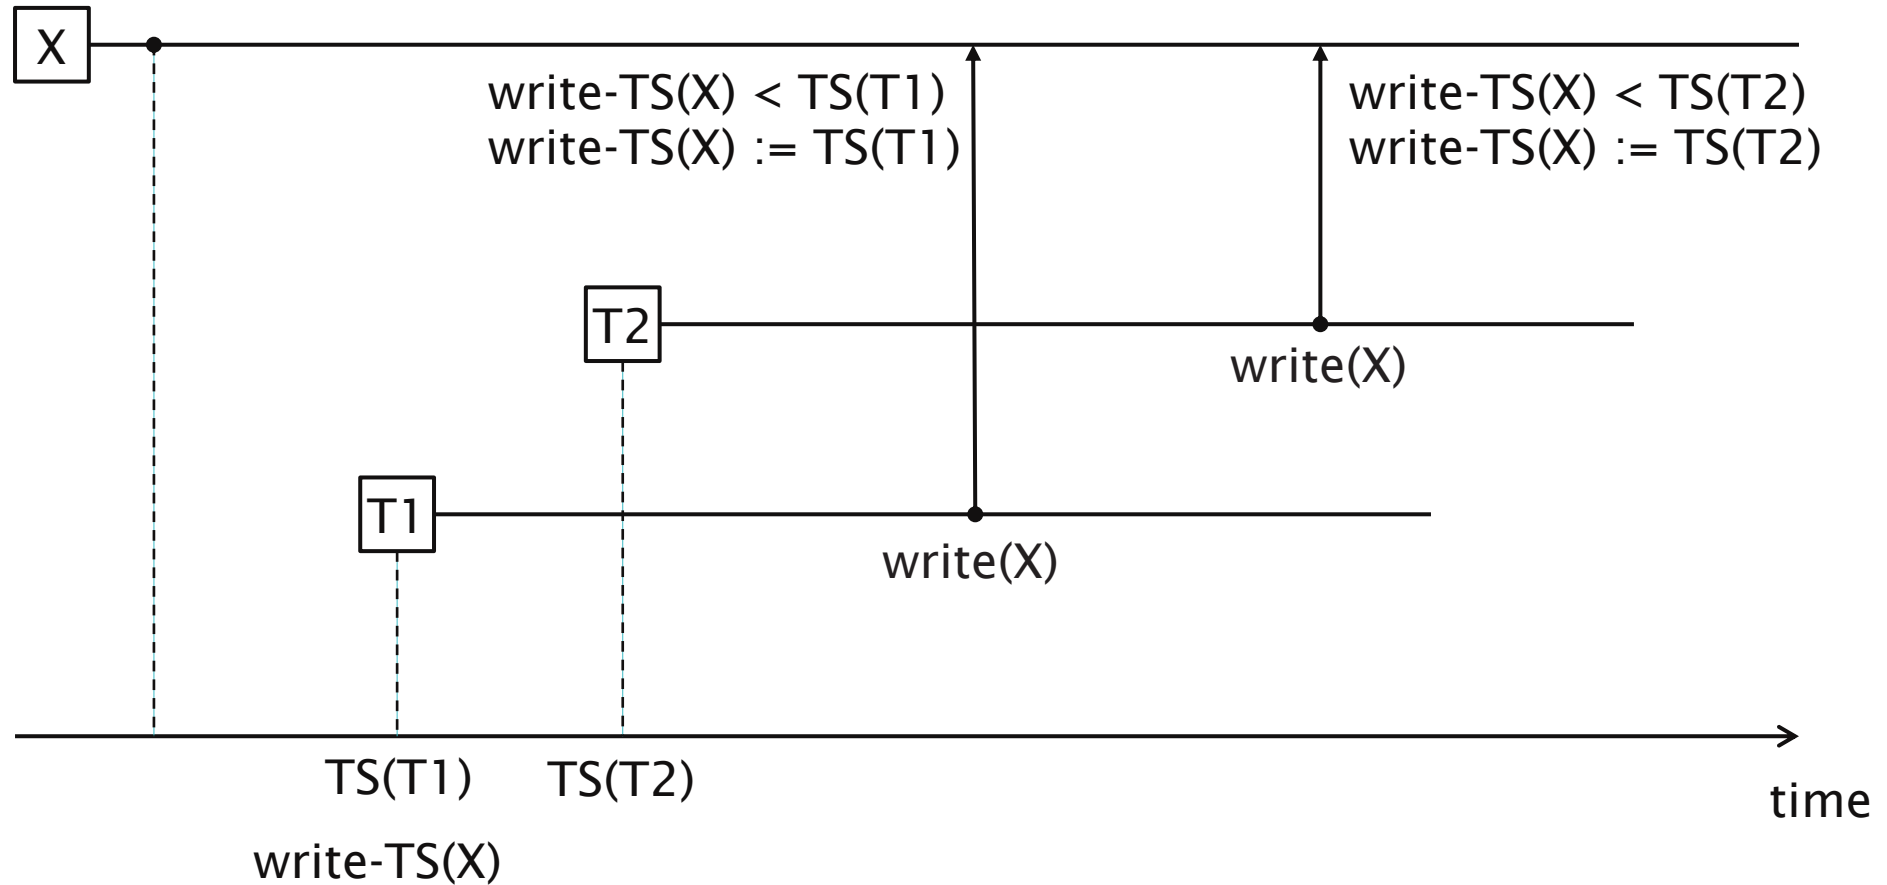 X
write-TS(X) < TS(T1)
write-TS(X) := TS(T1)
write-TS(X) < TS(T2)
write-TS(X) := TS(T2)
T2
write(X)
T1
write(X)
TS(T1)
TS(T2)
time
write-TS(X)